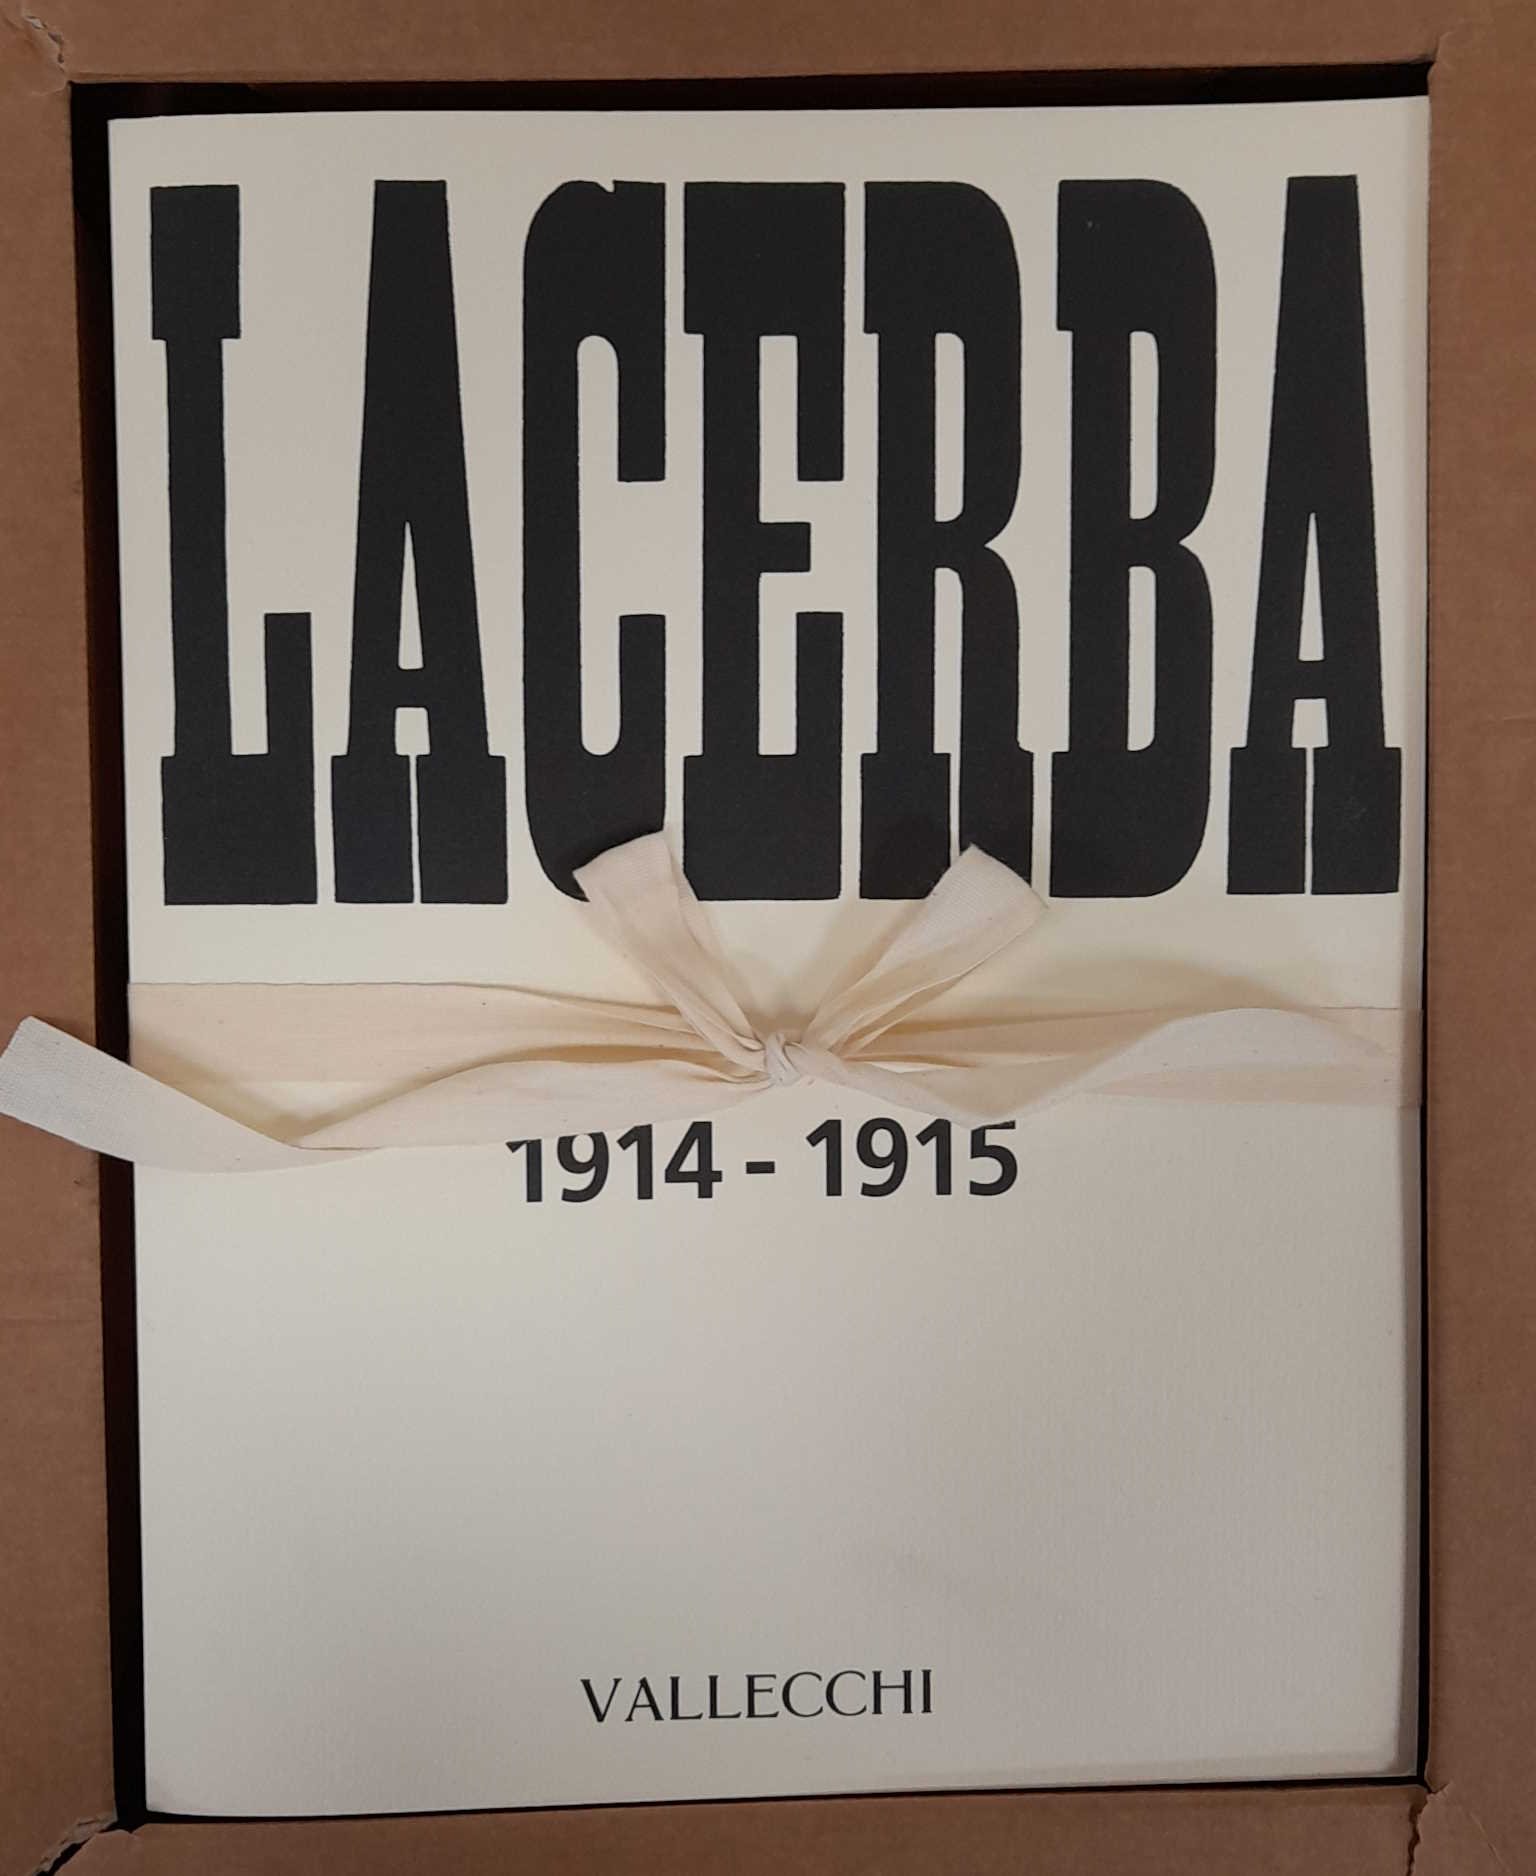 LACERBA
1914 - 1915
VALLECCHI